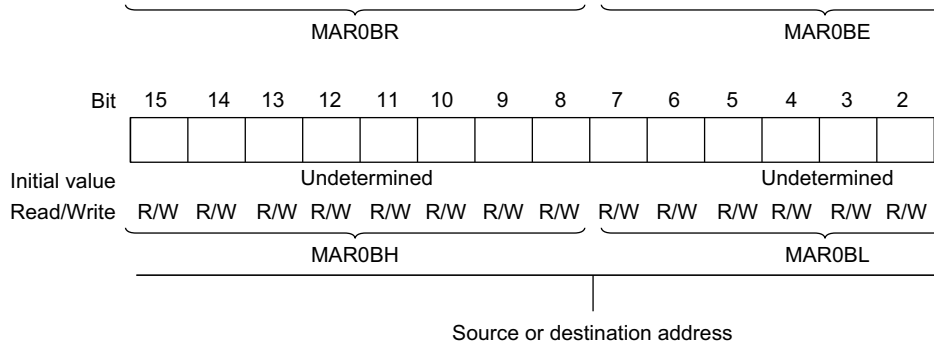 MAR0BR MAR0BE
Bit 15 14 13 12 11 10 9 8 7 6 5 4 3 2
Initial value Undetermined Undetermined
Read/Write R/W R/W R/W R/W R/W R/W R/W R/W R/W R/W R/W R/W R/W R/W
MAR0BH MAR0BL
Source or destination address